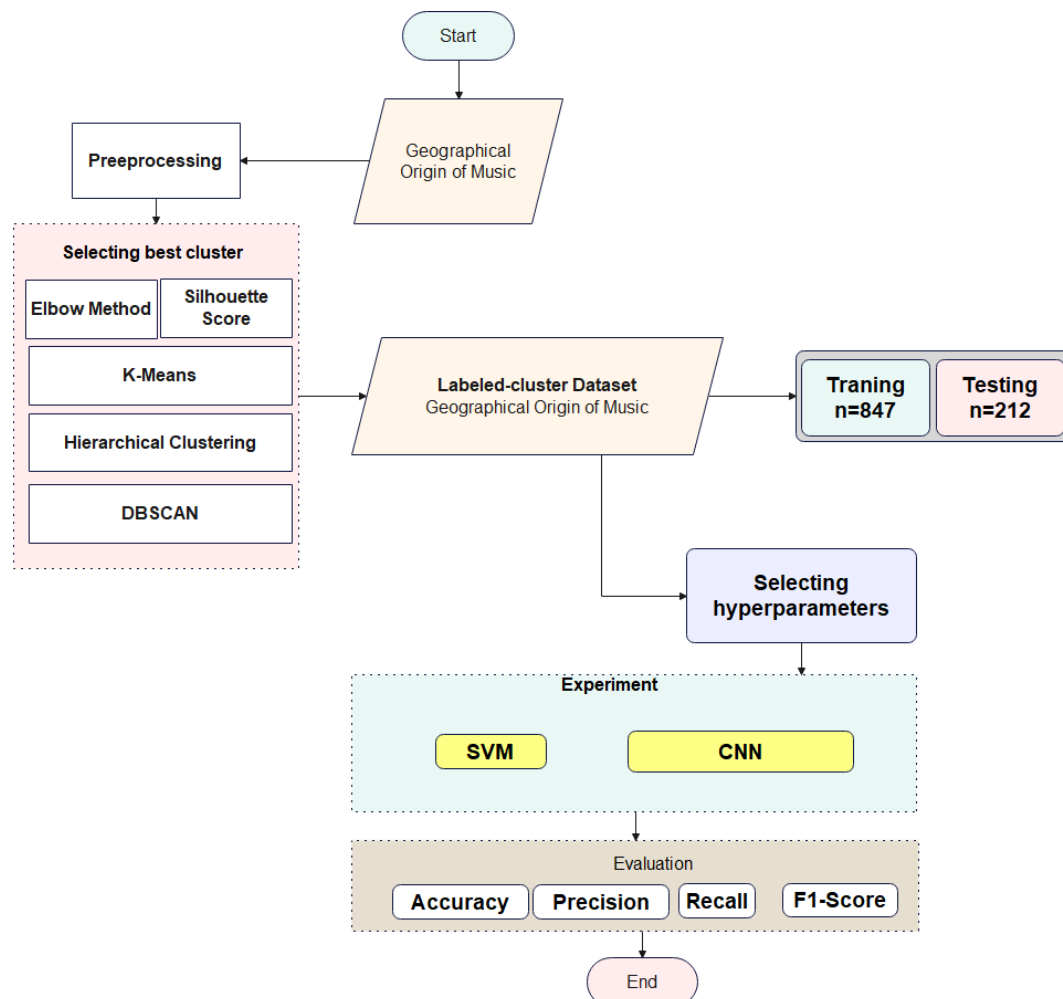 Start
Geographical
Origin of Music
Preeprocessing
Selecting best cluster
Elbow Method
Silhouette
Score
K-Means
Hierarchical Clustering
DBSCAN
Labeled-cluster Dataset
Geographical Origin of Music
Traning
n=847
Testing
n=212
Selecting
hyperparameters
Experiment
SVM
CNN
Evaluation
Accuracy
Precision
Recall
F1-Score
End